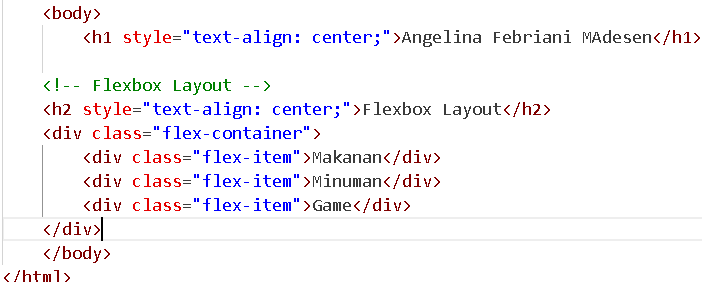 <body>
<h1 style="text-align: center;">Angelina Febriani MAdesen</h1>
<!-- Flexbox Layout -->
<h2 style="text-align: center;">Flexbox Layout</h2>
<div class="flex-container">
<div class="flex-item">Makanan</div>
<div class="flex-item">Minuman</div>
<div class="flex-item">Game</div>
</div>
</body>
</html>